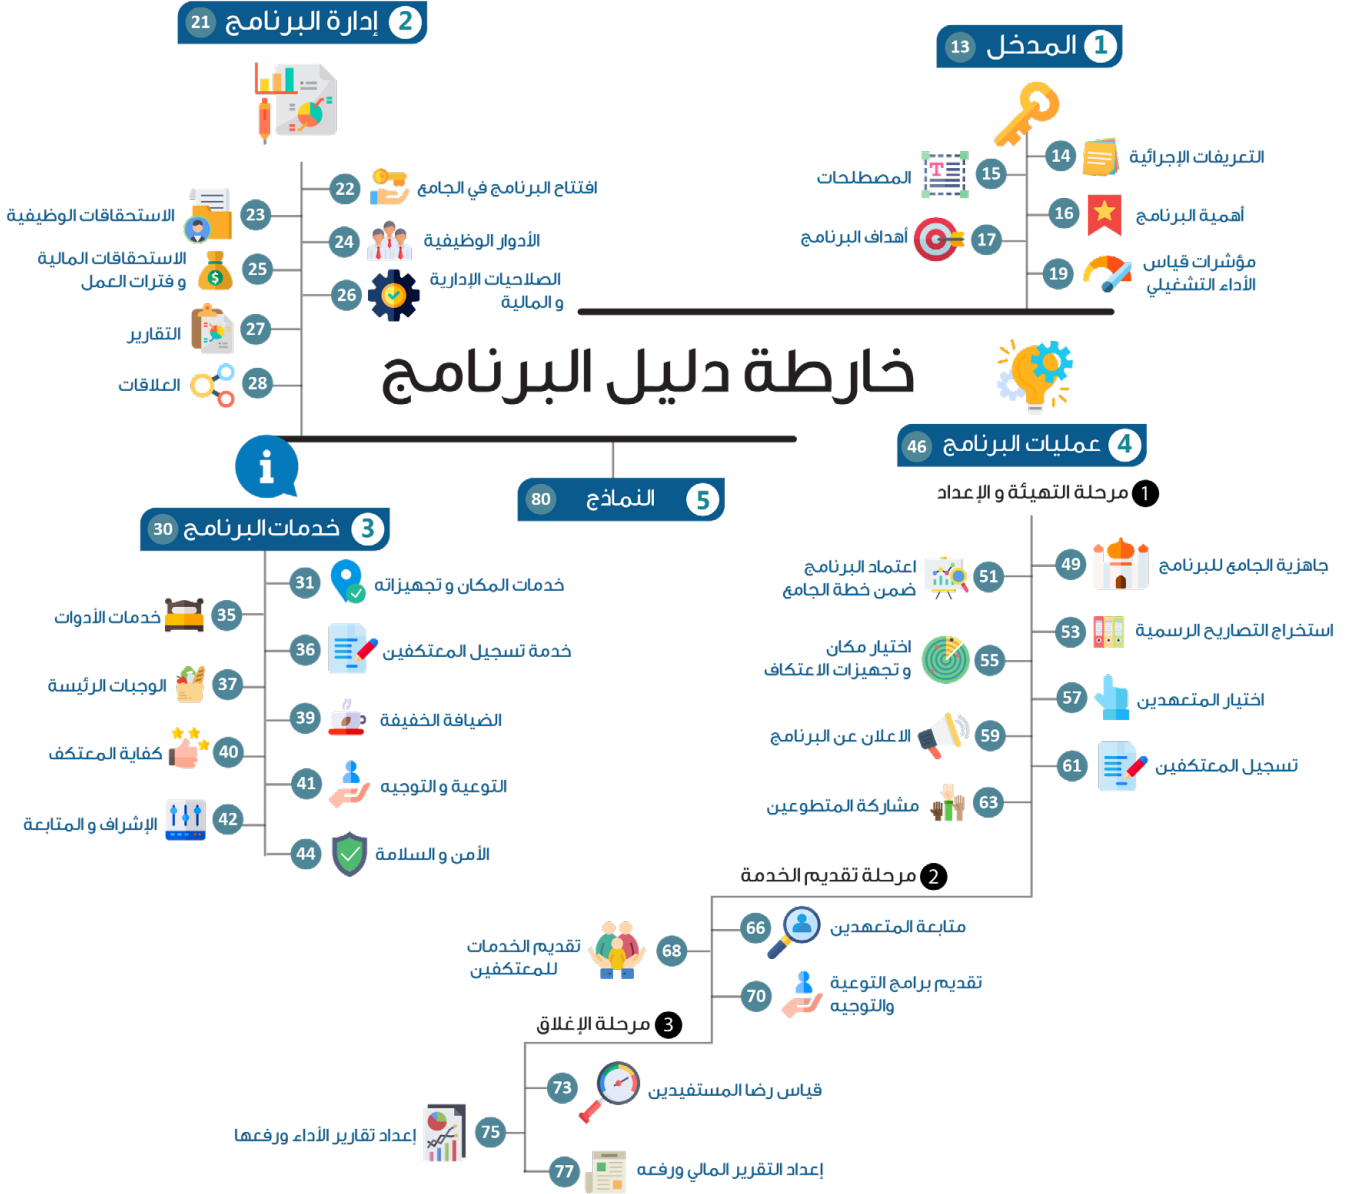 1 المدخل 13
التعريفات الإجرائية 14
المصطلحات 15
أهمية البرنامج 16
أهداف البرنامج 17
مؤشرات قياس
الأداء التشغيلي 19
2 إدارة البرنامج 21
افتتاح البرنامج في الجامع 22
الاستحقاقات الوظيفية 23
الأدوار الوظيفية 24
الاستحقاقات المالية
و فترات العمل 25
الصلاحيات الإدارية
و المالية 26
التقارير 27
العلاقات 28
خارطة دليل البرنامج
3 خدمات البرنامج 30
خدمات المكان و تجهيزاته 31
خدمات الأدوات 35
خدمة تسجيل المعتكفين 36
الوجبات الرئيسة 37
الضيافة الخفيفة 39
كفاية المعتكف 40
التوعية و التوجيه 41
الإشراف و المتابعة 42
الأمن و السلامة 44
4 عمليات البرنامج 46
1 مرحلة التهيئة و الإعداد
جاهزية الجامع للبرنامج 49
اعتماد البرنامج
ضمن خطة الجامع 51
استخراج التصاريح الرسمية 53
اختيار مكان
و تجهيزات الاعتكاف 55
اختيار المتعهدين 57
الاعلان عن البرنامج 59
تسجيل المعتكفين 61
مشاركة المتطوعين 63
2 مرحلة تقديم الخدمة
متابعة المتعهدين 66
تقديم الخدمات
للمعتكفين 68
تقديم برامج التوعية
والتوجيه 70
3 مرحلة الإغلاق
قياس رضا المستفيدين 73
إعداد تقارير الأداء ورفعها 75
إعداد التقرير المالي ورفعه 77
5 النماذج 80